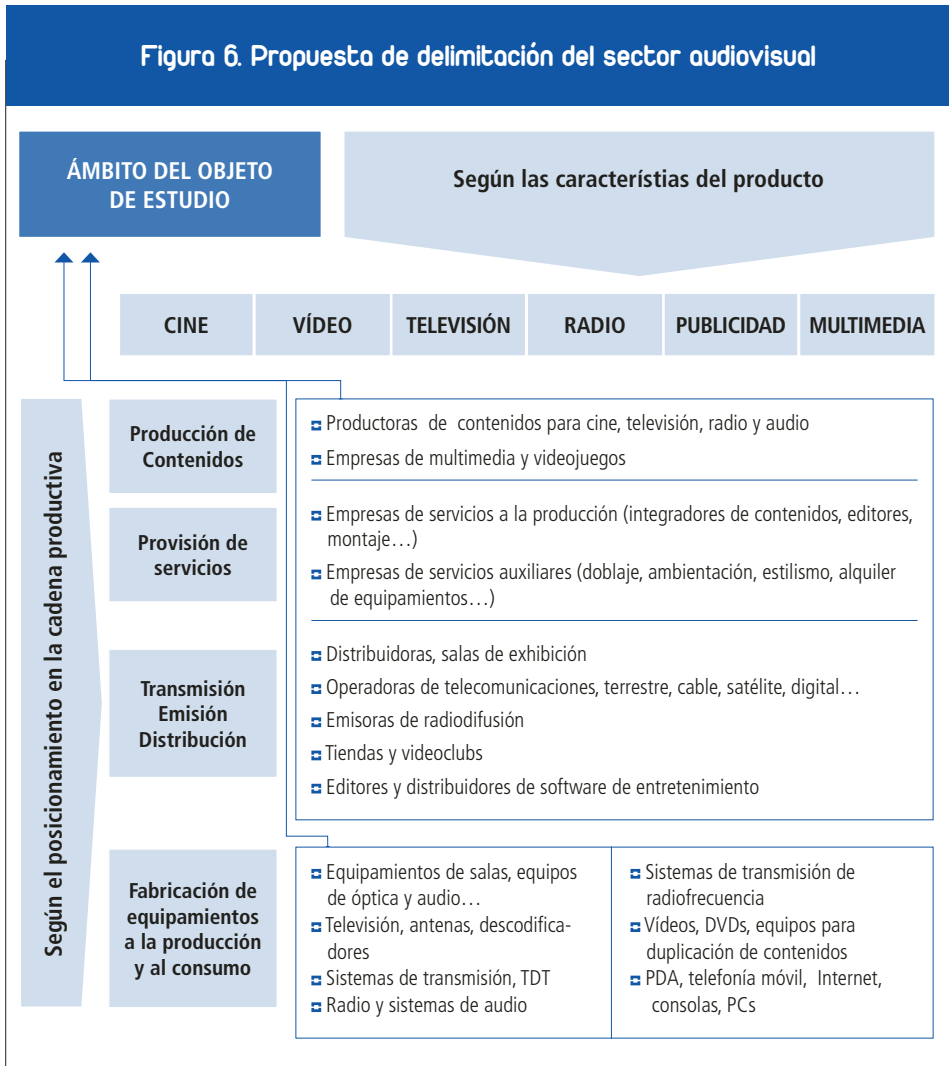 Figura 6. Propuesta de delimitación del sector audiovisual
ÁMBITO DEL OBJETO
DE ESTUDIO
Según las característias del producto
CINE
VÍDEO
TELEVISIÓN
RADIO
PUBLICIDAD
MULTIMEDIA
Según el posicionamiento en la cadena productiva
Producción de
Contenidos
Productoras de contenidos para cine, televisión, radio y audio
Empresas de multimedia y videojuegos
Provisión de
servicios
Empresas de servicios a la producción (integradores de contenidos, editores,
montaje…)
Empresas de servicios auxiliares (doblaje, ambientación, estilismo, alquiler
de equipamientos…)
Transmisión
Emisión
Distribución
Distribuidoras, salas de exhibición
Operadoras de telecomunicaciones, terrestre, cable, satélite, digital…
Emisoras de radiodifusión
Tiendas y videoclubs
Editores y distribuidores de software de entretenimiento
Fabricación de
equipamientos
a la producción
y al consumo
Equipamientos de salas, equipos
de óptica y audio…
Televisión, antenas, descodifica-
dores
Sistemas de transmisión, TDT
Radio y sistemas de audio
Sistemas de transmisión de
radiofrecuencia
Vídeos, DVDs, equipos para
duplicación de contenidos
PDA, telefonía móvil, Internet,
consolas, PCs